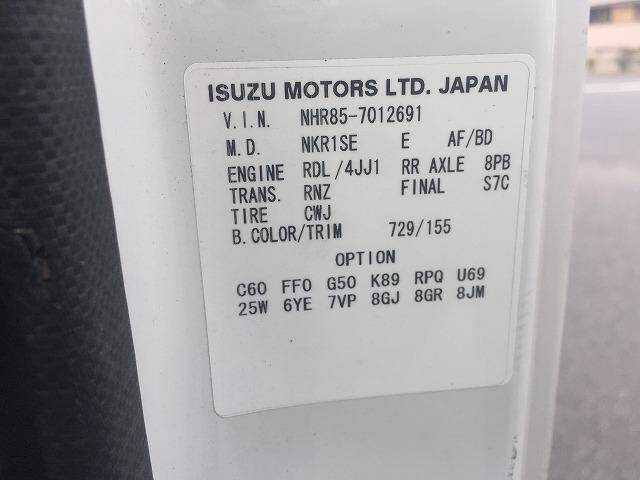 ISUZU MOTORS LTD. JAPAN
V.I.N. NHR85-7012691
M.D. NKR1SE E AF/BD
ENGINE RDL/4JJ1 RR AXLE 8PB
TRANS. RNZ FINAL S7C
TIRE CWJ
B.COLOR/TRIM 729/155
OPTION
C60 FF0 G50 K89 RPQ U69
25W 6YE 7VP 8GJ 8GR 8JM